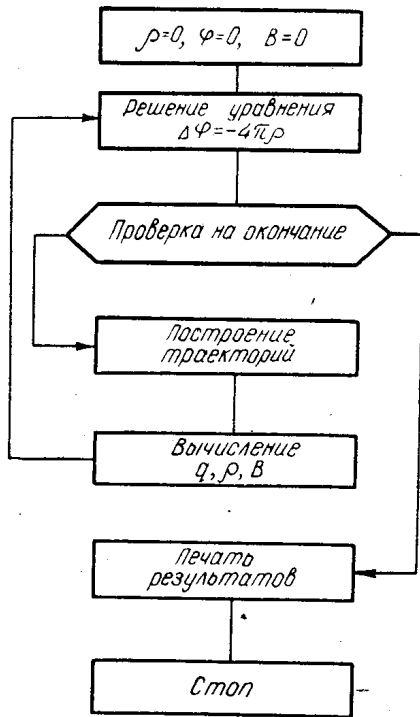 ρ=0, φ=0, B=0
Решение уравнения
Δφ=-4πρ
Проверка на окончание
Построение
траекторий
Вычисление
q, ρ, B
Печать
результатов
Стоп